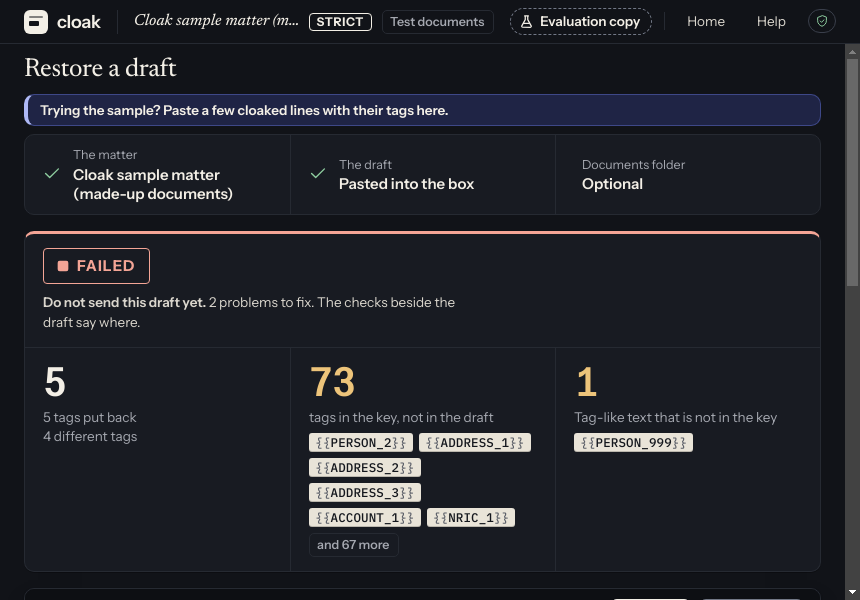 cloak
Cloak sample matter (m...
STRICT
Test documents
Evaluation copy
Home
Help
Restore a draft
Trying the sample? Paste a few cloaked lines with their tags here.
The matter
Cloak sample matter
(made-up documents)
The draft
Pasted into the box
Documents folder
Optional
FAILED
Do not send this draft yet. 2 problems to fix. The checks beside the
draft say where.
5
5 tags put back
4 different tags
73
tags in the key, not in the draft
{{PERSON_2}} {{ADDRESS_1}}
{{ADDRESS_2}}
{{ADDRESS_3}}
{{ACCOUNT_1}} {{NRIC_1}}
and 67 more
1
Tag-like text that is not in the key
{{PERSON_999}}